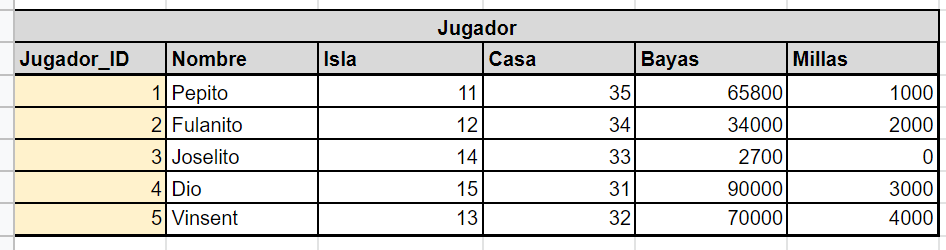 Jugador
Jugador_ID Nombre Isla Casa Bayas Millas
1 Pepito 11 35 65800 1000
2 Fulanito 12 34 34000 2000
3 Joselito 14 33 2700 0
4 Dio 15 31 90000 3000
5 Vinsent 13 32 70000 4000